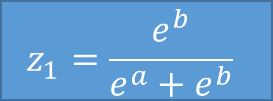 z₁ = e^b / (e^a + e^b)